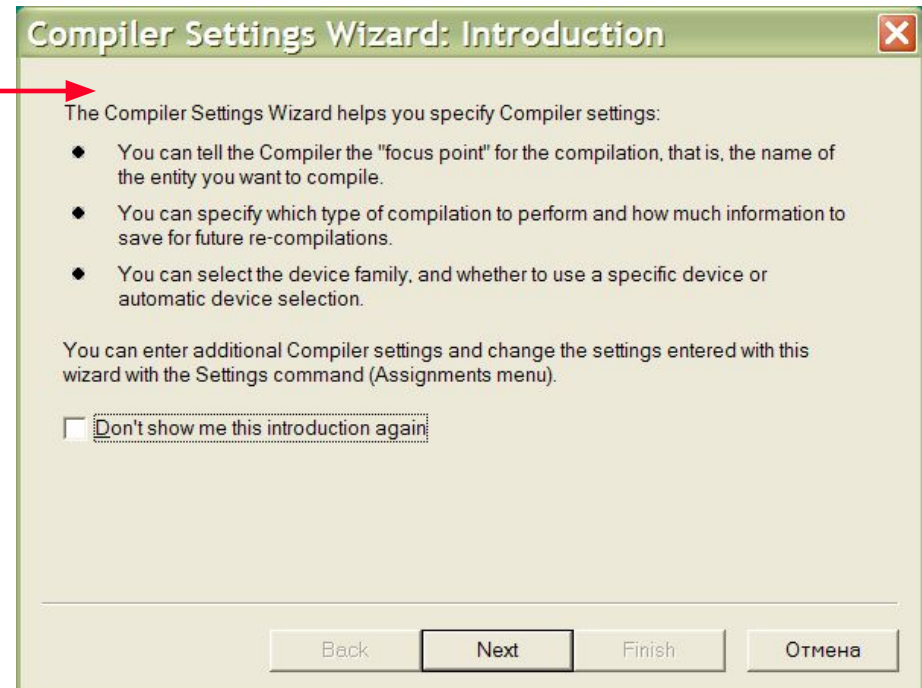 Compiler Settings Wizard: Introduction
The Compiler Settings Wizard helps you specify Compiler settings:
You can tell the Compiler the "focus point" for the compilation, that is, the name of
the entity you want to compile.
You can specify which type of compilation to perform and how much information to
save for future re-compilations.
You can select the device family, and whether to use a specific device or
automatic device selection.
You can enter additional Compiler settings and change the settings entered with this
wizard with the Settings command (Assignments menu).
Don't show me this introduction again
Back Next Finish Отмена